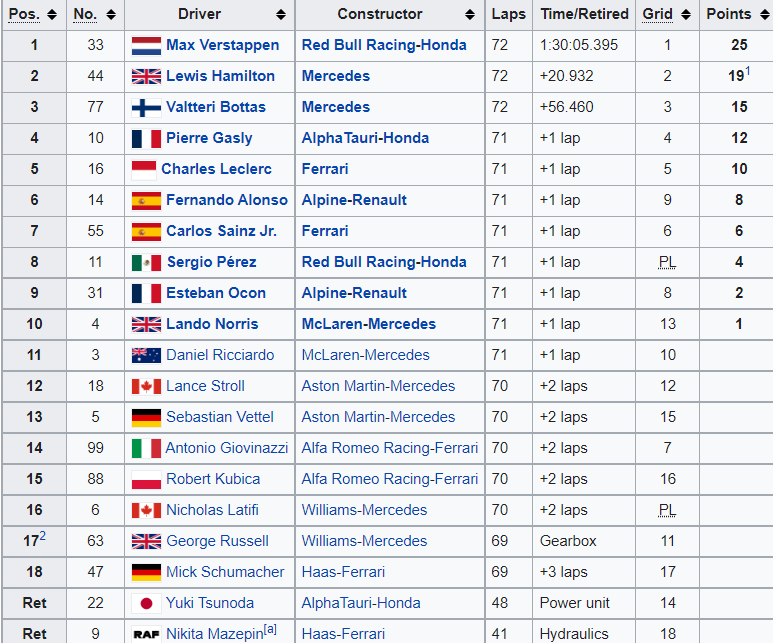 Pos. No. Driver Constructor Laps Time/Retired Grid Points
1 33 Max Verstappen Red Bull Racing-Honda 72 1:30:05.395 1 25
2 44 Lewis Hamilton Mercedes 72 +20.932 2 19¹
3 77 Valtteri Bottas Mercedes 72 +56.460 3 15
4 10 Pierre Gasly AlphaTauri-Honda 71 +1 lap 4 12
5 16 Charles Leclerc Ferrari 71 +1 lap 5 10
6 14 Fernando Alonso Alpine-Renault 71 +1 lap 9 8
7 55 Carlos Sainz Jr. Ferrari 71 +1 lap 6 6
8 11 Sergio Pérez Red Bull Racing-Honda 71 +1 lap PL 4
9 31 Esteban Ocon Alpine-Renault 71 +1 lap 8 2
10 4 Lando Norris McLaren-Mercedes 71 +1 lap 13 1
11 3 Daniel Ricciardo McLaren-Mercedes 71 +1 lap 10
12 18 Lance Stroll Aston Martin-Mercedes 70 +2 laps 12
13 5 Sebastian Vettel Aston Martin-Mercedes 70 +2 laps 15
14 99 Antonio Giovinazzi Alfa Romeo Racing-Ferrari 70 +2 laps 7
15 88 Robert Kubica Alfa Romeo Racing-Ferrari 70 +2 laps 16
16 6 Nicholas Latifi Williams-Mercedes 70 +2 laps PL
17² 63 George Russell Williams-Mercedes 69 Gearbox 11
18 47 Mick Schumacher Haas-Ferrari 69 +3 laps 17
Ret 22 Yuki Tsunoda AlphaTauri-Honda 48 Power unit 14
Ret 9 RAF Nikita Mazepin[a] Haas-Ferrari 41 Hydraulics 18